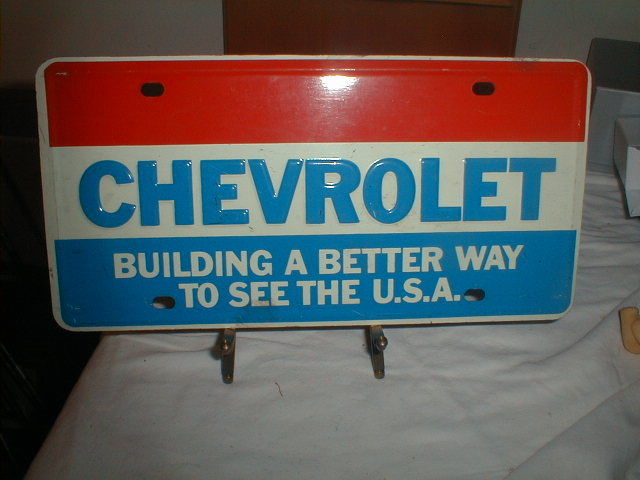 CHEVROLET
BUILDING A BETTER WAY
TO SEE THE U.S.A.